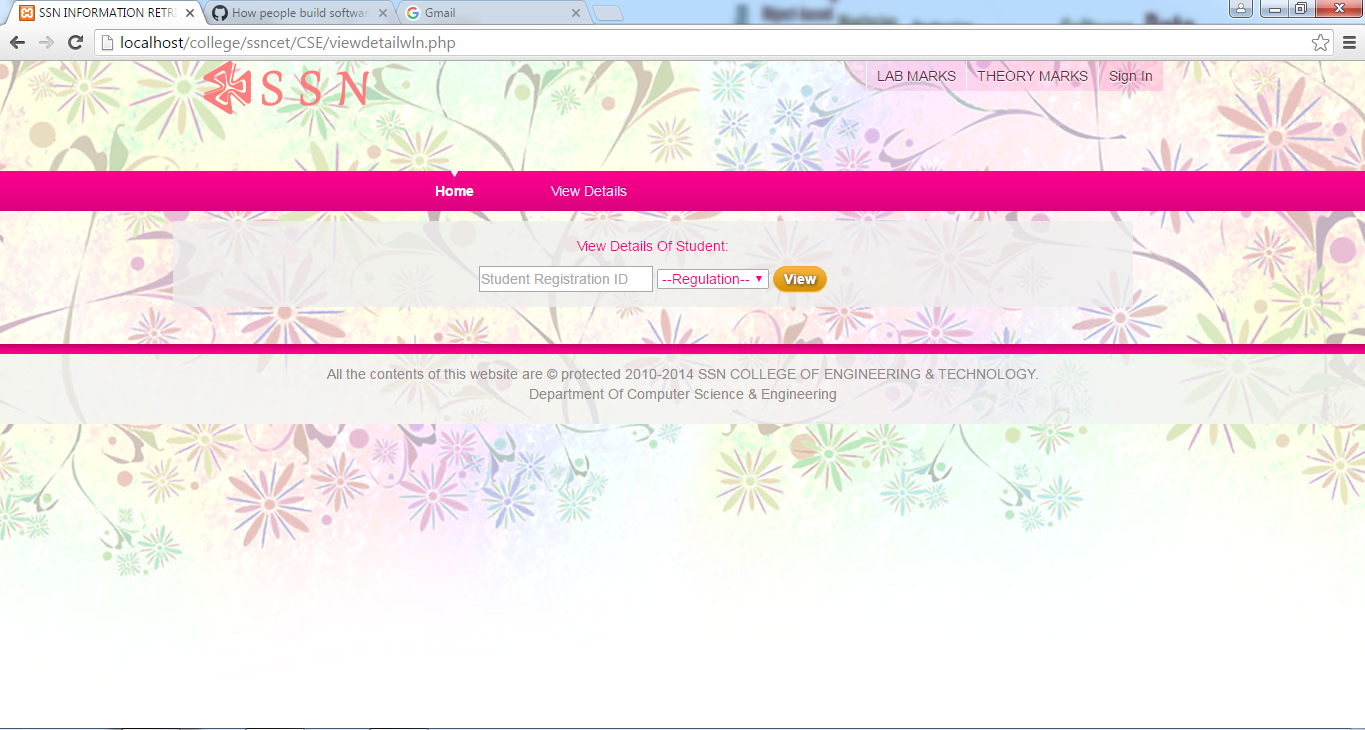 SSN INFORMATION RETRI
How people build softwar
Gmail
localhost/college/ssncet/CSE/viewdetailwln.php
SSN
LAB MARKS
THEORY MARKS
Sign In
Home
View Details
View Details Of Student:
Student Registration ID
--Regulation--
View
All the contents of this website are © protected 2010-2014 SSN COLLEGE OF ENGINEERING & TECHNOLOGY.
Department Of Computer Science & Engineering